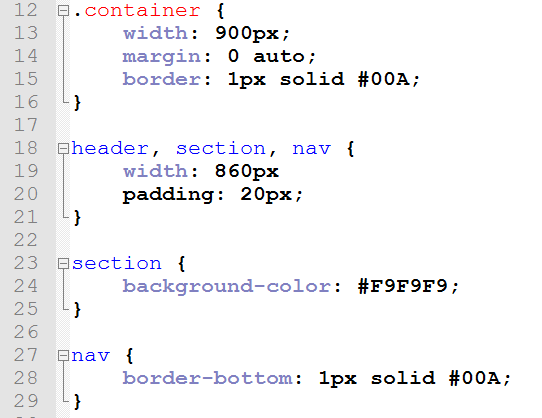 12 .container {
13 width: 900px;
14 margin: 0 auto;
15 border: 1px solid #00A;
16 }
17
18 header, section, nav {
19 width: 860px
20 padding: 20px;
21 }
22
23 section {
24 background-color: #F9F9F9;
25 }
26
27 nav {
28 border-bottom: 1px solid #00A;
29 }